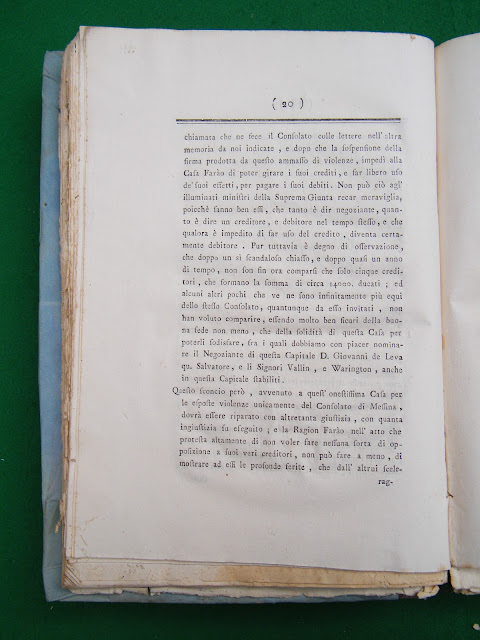 ( 20 )
chiamata che ne fece il Consolato colle lettere nell'altra
memoria da noi indicate , e dopo che la sospensione della
firma prodotta da questo ammasso di violenze , impedì alla
Casa Faràò di poter girare i suoi crediti , e far libero uso
de' suoi effetti, per pagare i suoi debiti. Non può ciò agl'
illuminati ministri della Suprema Giunta recar meraviglia,
poicchè sanno ben essi , che tanto è dir negoziante, quan-
to è dire un creditore , e debitore nel tempo stesso , e che
qualora è impedito di far uso del credito , diventa certa-
mente debitore . Pur tuttavia è degno di osservazione,
che doppo un sì scandaloso chiasso , e doppo quasi un anno
di tempo , non son fin ora comparsi che soli cinque credi-
tori , che formano la somma di circa 14000. ducati ; ed
alcuni altri pochi che ve ne sono infinitamente più equi
dello stesso Consolato, quantunque da esso invitati , non
han voluto comparire, essendo molto ben sicuri della buo-
na fede non meno , che della solidità di questa Casa per
poterli sodisfare, fra i quali dobbiamo con piacer nomina-
re il Negoziante di questa Capitale D. Giovanni de Leva
qu. Salvatore, e li Signori Vallin , e Warington, anche
in questa Capitale stabiliti.
Questo sconcio però , avvenuto a quest'onestissima Casa per
le esposte violenze unicamente del Consolato di Messina,
dovrà essere riparato con altretanta giustizia , con quanta
ingiustizia fu eseguito ; e la Ragion Faràò nell' atto che
protesta altamente di non voler fare nessuna sorta di op-
posizione a suoi veri creditori , non può fare a meno , di
mostrare ad essi le profonde ferite , che dall' altrui scele-
rag-